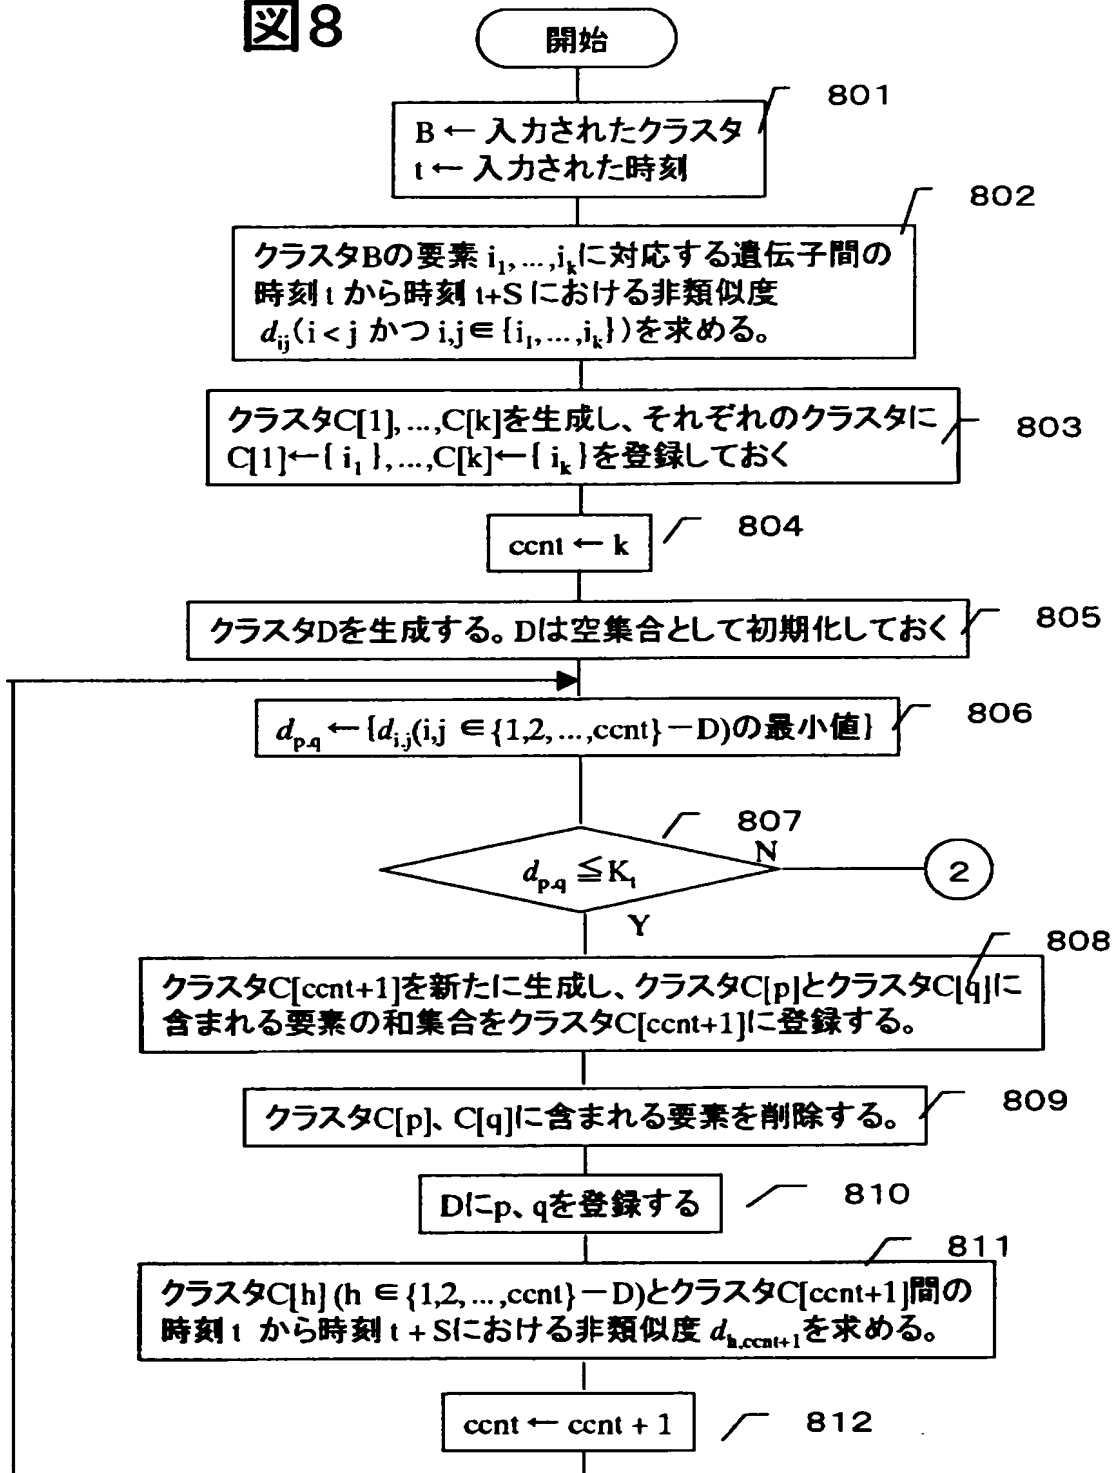 図8
開始
801
B ← 入力されたクラスタ
t ← 入力された時刻
802
クラスタBの要素 i₁,...,iₖに対応する遺伝子間の
時刻 t から時刻 t+S における非類似度
dᵢⱼ(i < j かつ i,j∈{i₁,...,iₖ})を求める。
803
クラスタC[1],...,C[k]を生成し、それぞれのクラスタに
C[1]←{ i₁ },...,C[k]←{ iₖ }を登録しておく
804
ccnt ← k
805
クラスタDを生成する。Dは空集合として初期化しておく
806
d_{p,q} ← {d_{i,j}(i,j ∈{1,2,...,ccnt}−D)の最小値}
807
d_{p,q} ≦ K_t
N
2
Y
808
クラスタC[ccnt+1]を新たに生成し、クラスタC[p]とクラスタC[q]に
含まれる要素の和集合をクラスタC[ccnt+1]に登録する。
809
クラスタC[p]、C[q]に含まれる要素を削除する。
810
Dにp、qを登録する
811
クラスタC[h] (h ∈{1,2,...,ccnt}−D)とクラスタC[ccnt+1]間の
時刻 t から時刻 t + Sにおける非類似度 d_{h,ccnt+1}を求める。
812
ccnt ← ccnt + 1